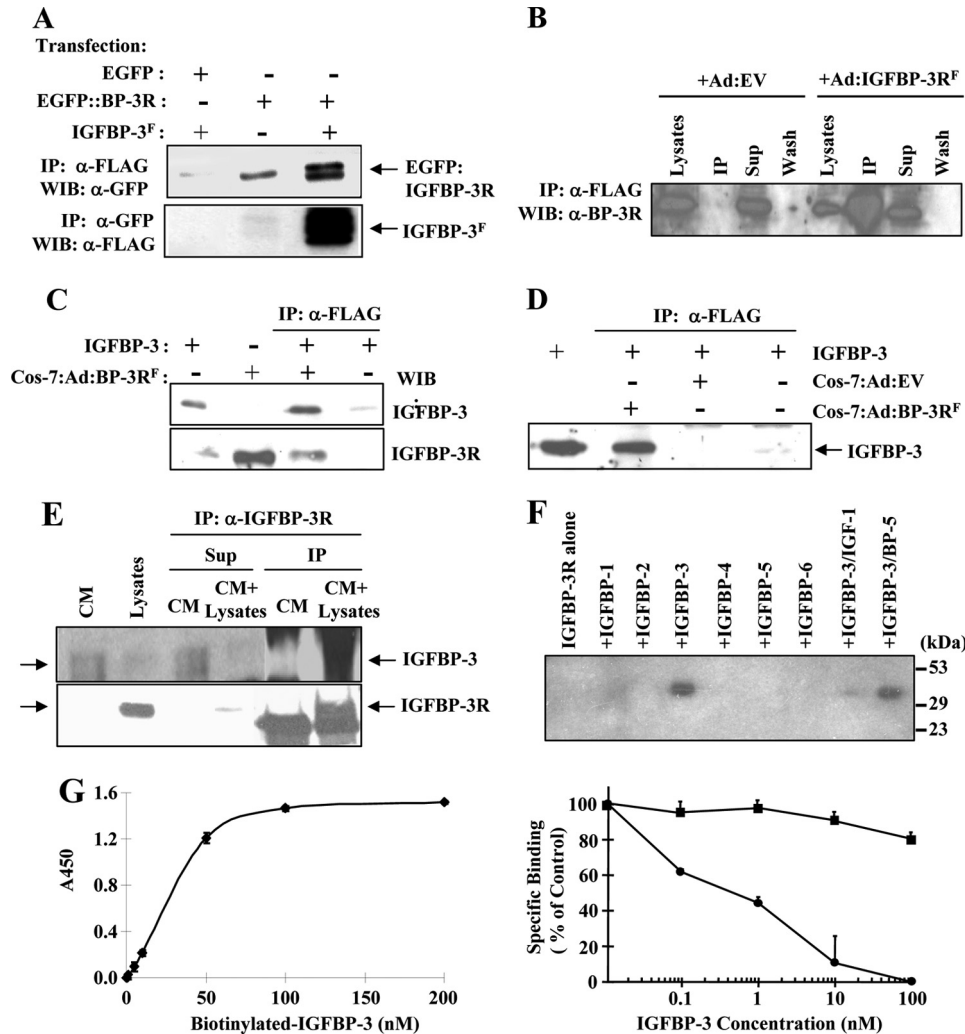 A
Transfection:
EGFP : + - -
EGFP::BP-3R : - + +
IGFBP-3F : + - +
IP: α-FLAG
WIB: α-GFP
EGFP:
IGFBP-3R
IP: α-GFP
WIB: α-FLAG
IGFBP-3F
B
+Ad:EV
+Ad:IGFBP-3RF
Lysates
IP
Sup
Wash
Lysates
IP
Sup
Wash
IP: α-FLAG
WIB: α-BP-3R
C
IP: α-FLAG
IGFBP-3 : + - + +
Cos-7:Ad:BP-3RF : - + + -
WIB
:
IGFBP-3
IGFBP-3R
D
IP: α-FLAG
+ + + + IGFBP-3
- + - Cos-7:Ad:EV
+ - - Cos-7:Ad:BP-3RF
IGFBP-3
E
IP: α-IGFBP-3R
Sup
IP
CM
Lysates
CM
CM+
Lysates
CM
CM+
Lysates
IGFBP-3
IGFBP-3R
F
IGFBP-3R alone
+IGFBP-1
+IGFBP-2
+IGFBP-3
+IGFBP-4
+IGFBP-5
+IGFBP-6
+IGFBP-3/IGF-1
+IGFBP-3/BP-5
(kDa)
53
29
23
G
A450
1.6
1.2
0.8
0.4
0.0
0 50 100 150 200
Biotinylated-IGFBP-3 (nM)
Specific Binding
( % of Control)
100
80
60
40
20
0
0.1 1 10 100
IGFBP-3 Concentration (nM)